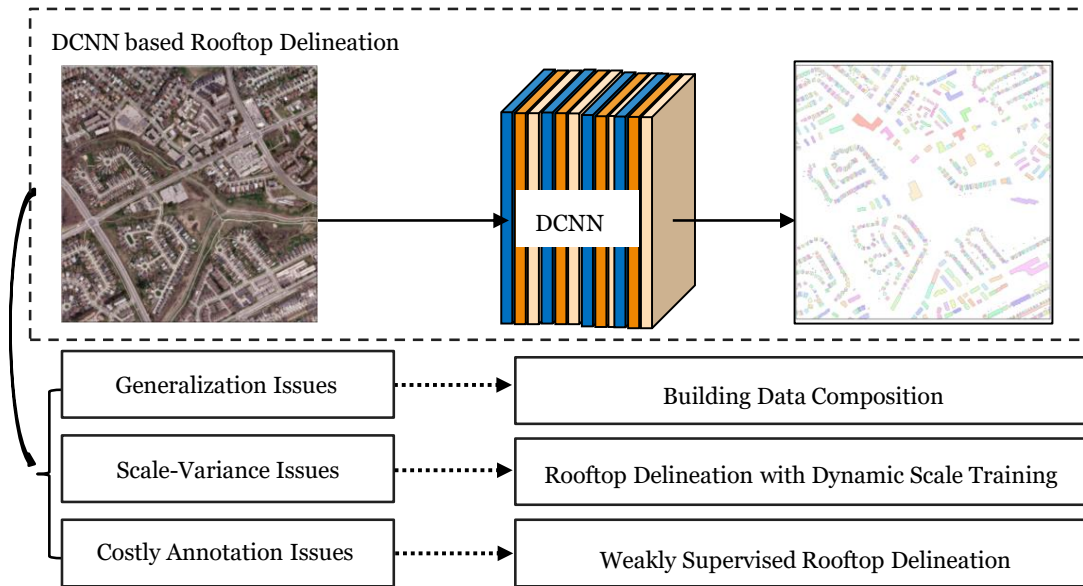 DCNN based Rooftop Delineation
DCNN
Generalization Issues
Building Data Composition
Scale-Variance Issues
Rooftop Delineation with Dynamic Scale Training
Costly Annotation Issues
Weakly Supervised Rooftop Delineation